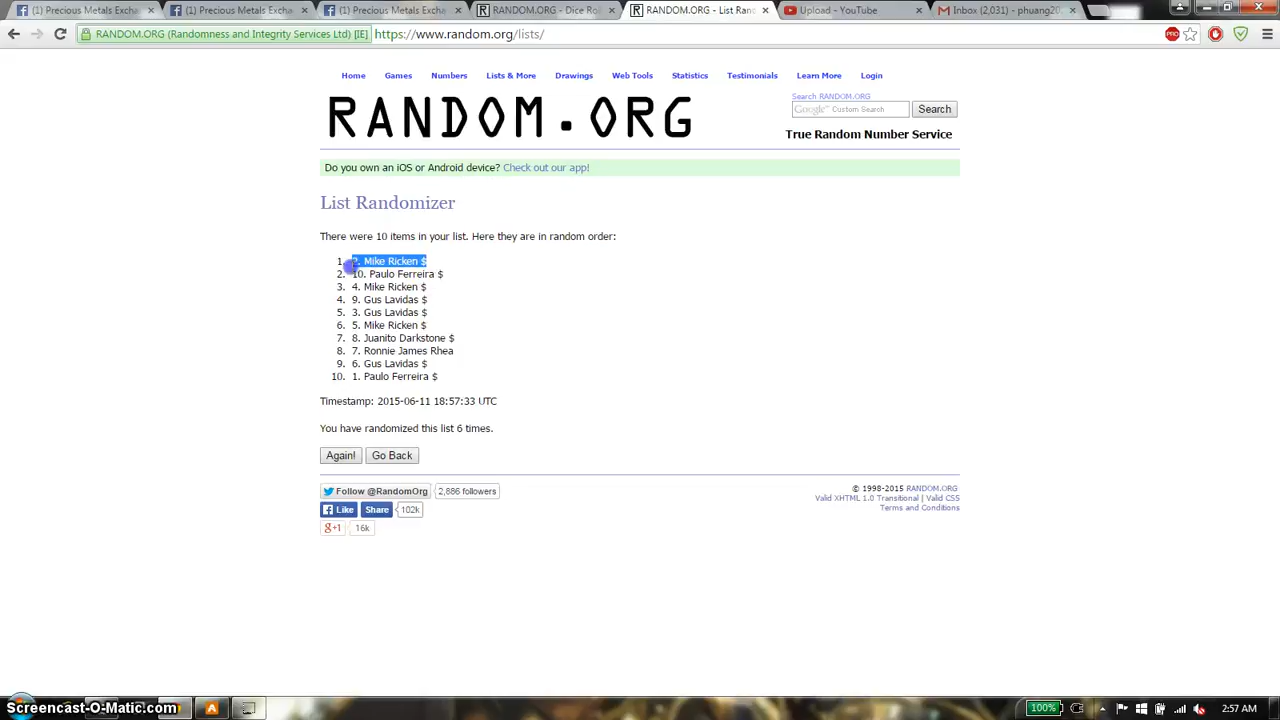 (1) Precious Metals Exch
(1) Precious Metals Exch
(1) Precious Metals Exch
RANDOM.ORG - Dice Rol
RANDOM.ORG - List Ran
Upload - YouTube
Inbox (2,031) - phuang20
RANDOM.ORG (Randomness and Integrity Services Ltd) [IE] https://www.random.org/lists/
PRO
Home Games Numbers Lists & More Drawings Web Tools Statistics Testimonials Learn More Login
Search RANDOM.ORG
RANDOM.ORG
Google™ Custom Search Search
True Random Number Service
Do you own an iOS or Android device? Check out our app!
List Randomizer
There were 10 items in your list. Here they are in random order:
1. 2. Mike Ricken $
2. 10. Paulo Ferreira $
3. 4. Mike Ricken $
4. 9. Gus Lavidas $
5. 3. Gus Lavidas $
6. 5. Mike Ricken $
7. 8. Juanito Darkstone $
8. 7. Ronnie James Rhea
9. 6. Gus Lavidas $
10. 1. Paulo Ferreira $
Timestamp: 2015-06-11 18:57:33 UTC
You have randomized this list 6 times.
Again! Go Back
Follow @RandomOrg 2,886 followers
Like Share 102k
g+1 16k
© 1998-2015 RANDOM.ORG
Valid XHTML 1.0 Transitional | Valid CSS
Terms and Conditions
Screencast-O-Matic.com
100%
2:57 AM